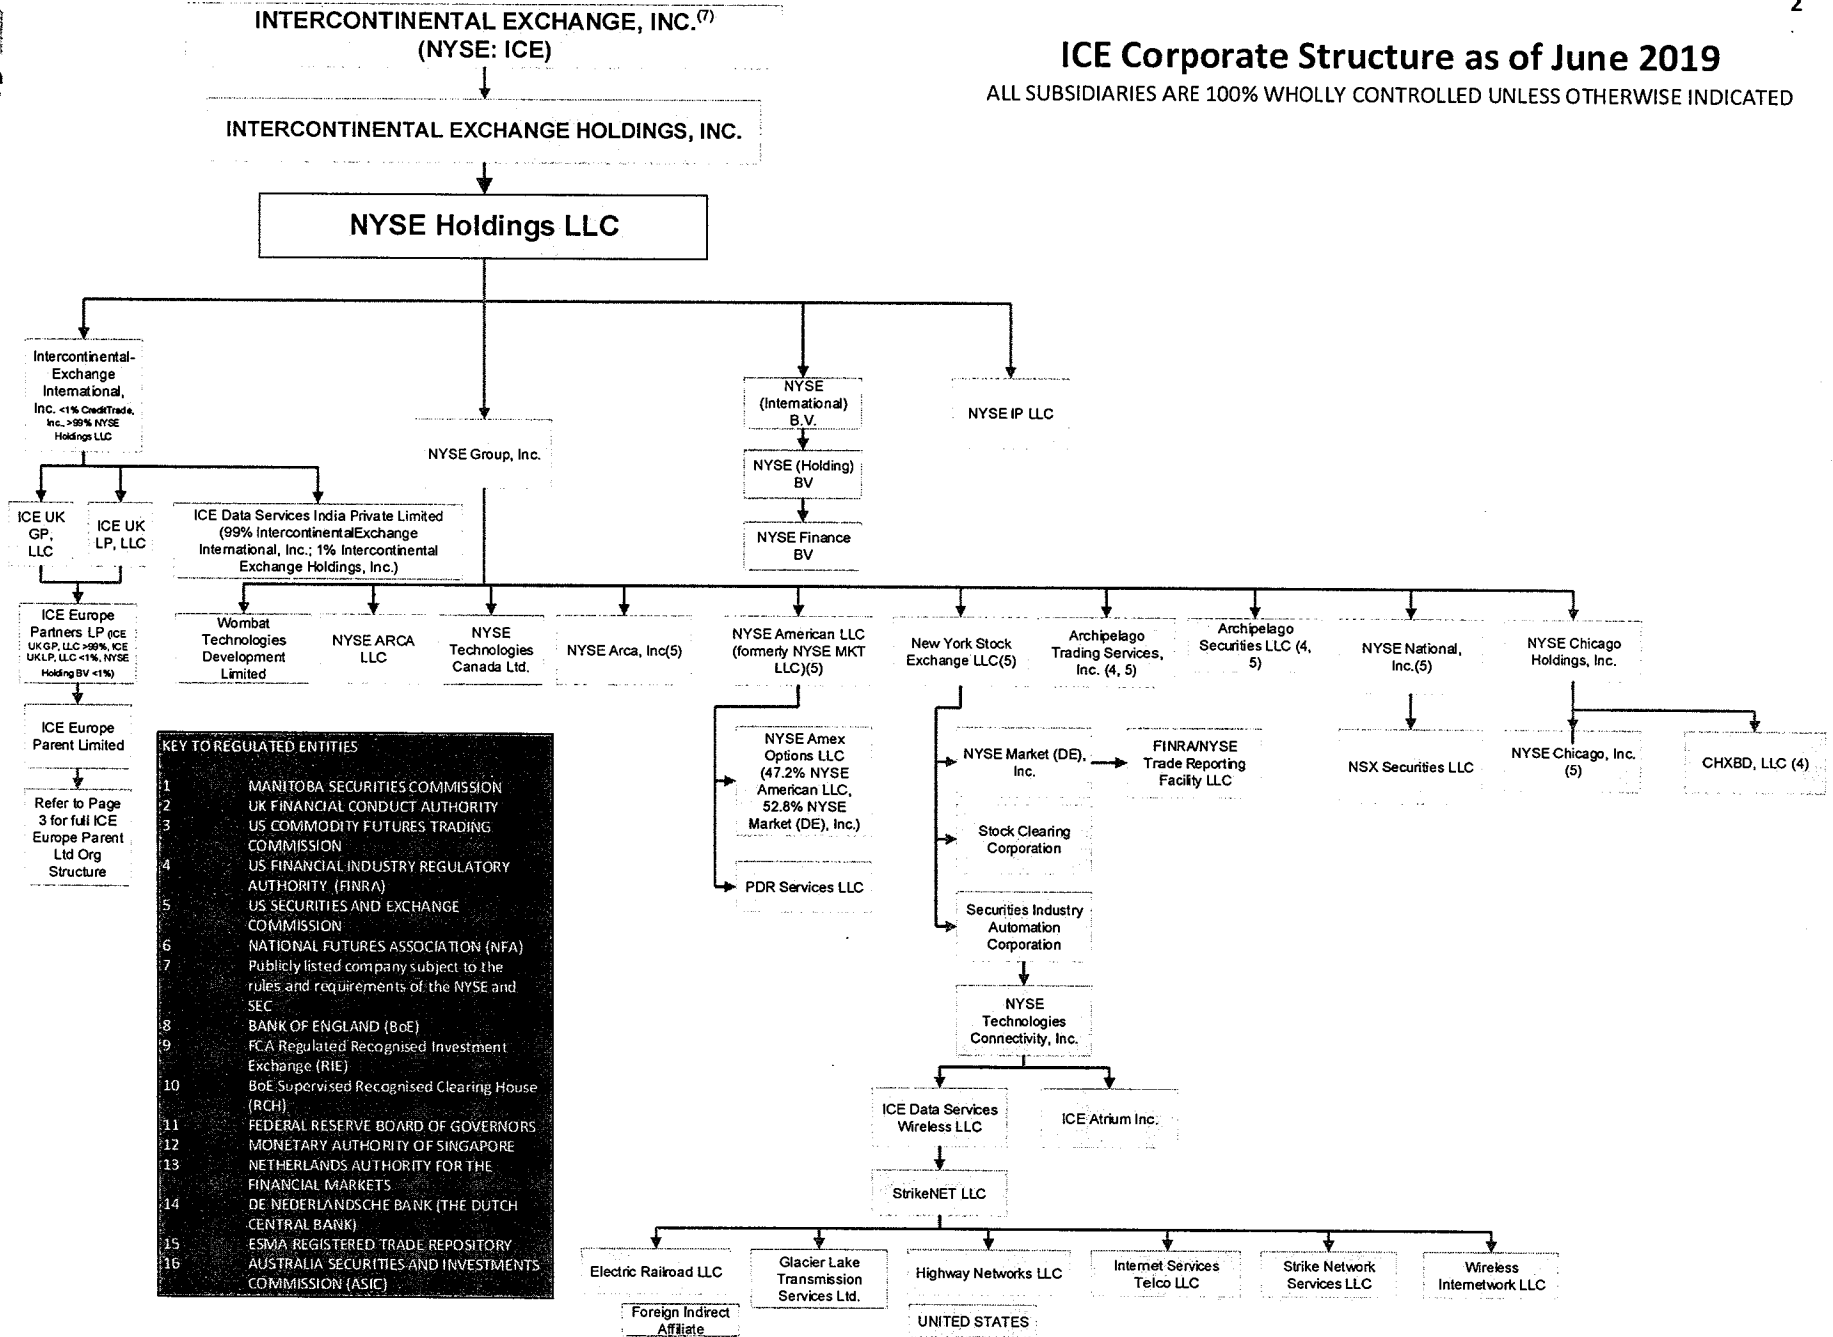 2
INTERCONTINENTAL EXCHANGE, INC.(7)
(NYSE: ICE)
ICE Corporate Structure as of June 2019
ALL SUBSIDIARIES ARE 100% WHOLLY CONTROLLED UNLESS OTHERWISE INDICATED
INTERCONTINENTAL EXCHANGE HOLDINGS, INC.
NYSE Holdings LLC
Intercontinental-
Exchange
International,
Inc. <1% CreditTrade,
Inc., >99% NYSE
Holdings LLC
NYSE Group, Inc.
NYSE
(International)
B.V.
NYSE IP LLC
NYSE (Holding)
BV
NYSE Finance
BV
ICE UK
GP,
LLC
ICE UK
LP, LLC
ICE Data Services India Private Limited
(99% IntercontinentalExchange
International, Inc.; 1% Intercontinental
Exchange Holdings, Inc.)
ICE Europe
Partners LP (ICE
UK GP, LLC >99%, ICE
UK LP, LLC <1%, NYSE
Holding BV <1%)
ICE Europe
Parent Limited
Refer to Page
3 for full ICE
Europe Parent
Ltd Org
Structure
Wombat
Technologies
Development
Limited
NYSE ARCA
LLC
NYSE
Technologies
Canada Ltd.
NYSE Arca, Inc(5)
NYSE American LLC
(formerly NYSE MKT
LLC)(5)
New York Stock
Exchange LLC(5)
Archipelago
Trading Services,
Inc. (4, 5)
Archipelago
Securities LLC (4,
5)
NYSE National,
Inc.(5)
NYSE Chicago
Holdings, Inc.
NYSE Amex
Options LLC
(47.2% NYSE
American LLC,
52.8% NYSE
Market (DE), Inc.)
PDR Services LLC
NYSE Market (DE),
Inc.
FINRA/NYSE
Trade Reporting
Facility LLC
Stock Clearing
Corporation
Securities Industry
Automation
Corporation
NSX Securities LLC
NYSE Chicago, Inc.
(5)
CHXBD, LLC (4)
NYSE
Technologies
Connectivity, Inc.
ICE Data Services
Wireless LLC
ICE Atrium Inc.
StrikeNET LLC
Electric Railroad LLC
Glacier Lake
Transmission
Services Ltd.
Highway Networks LLC
Internet Services
Telco LLC
Strike Network
Services LLC
Wireless
Internetwork LLC
KEY TO REGULATED ENTITIES
1 MANITOBA SECURITIES COMMISSION
2 UK FINANCIAL CONDUCT AUTHORITY
3 US COMMODITY FUTURES TRADING
COMMISSION
4 US FINANCIAL INDUSTRY REGULATORY
AUTHORITY (FINRA)
5 US SECURITIES AND EXCHANGE
COMMISSION
6 NATIONAL FUTURES ASSOCIATION (NFA)
7 Publicly listed company subject to the
rules and requirements of the NYSE and
SEC
8 BANK OF ENGLAND (BoE)
9 FCA Regulated Recognised Investment
Exchange (RIE)
10 BoE Supervised Recognised Clearing House
(RCH)
11 FEDERAL RESERVE BOARD OF GOVERNORS
12 MONETARY AUTHORITY OF SINGAPORE
13 NETHERLANDS AUTHORITY FOR THE
FINANCIAL MARKETS
14 DE NEDERLANDSCHE BANK (THE DUTCH
CENTRAL BANK)
15 ESMA REGISTERED TRADE REPOSITORY
16 AUSTRALIA SECURITIES AND INVESTMENTS
COMMISSION (ASIC)
Foreign Indirect
Affiliate
UNITED STATES